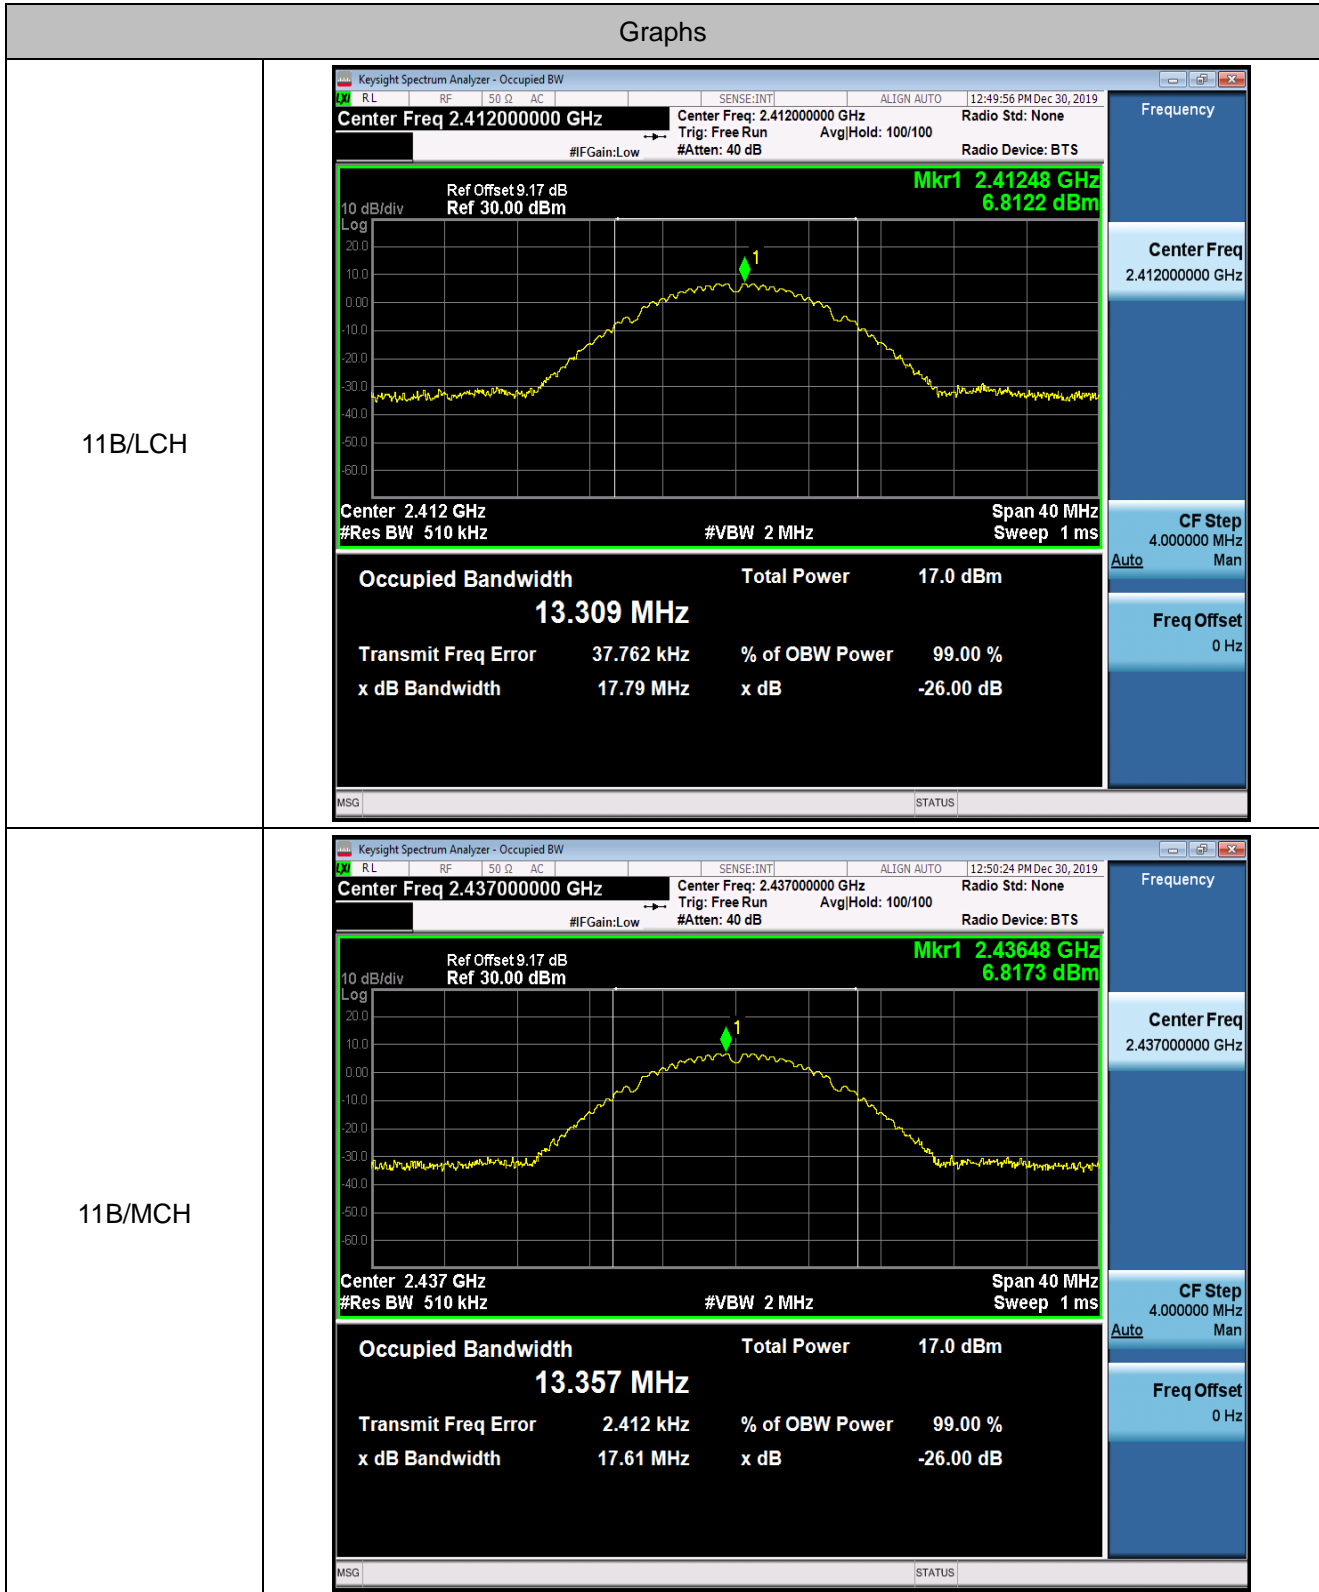 Graphs
11B/LCH
Keysight Spectrum Analyzer - Occupied BW
LXI RL RF 50 Ω AC SENSE:INT ALIGN AUTO 12:49:56 PM Dec 30, 2019
Center Freq 2.412000000 GHz
Center Freq: 2.412000000 GHz Radio Std: None
Trig: Free Run Avg|Hold: 100/100
#IFGain:Low #Atten: 40 dB Radio Device: BTS
Mkr1 2.41248 GHz
6.8122 dBm
Ref Offset 9.17 dB
10 dB/div Ref 30.00 dBm
Log
20.0
1
10.0
0.00
-10.0
-20.0
-30.0
-40.0
-50.0
-60.0
Center 2.412 GHz Span 40 MHz
#Res BW 510 kHz #VBW 2 MHz Sweep 1 ms
Occupied Bandwidth Total Power 17.0 dBm
13.309 MHz
Transmit Freq Error 37.762 kHz % of OBW Power 99.00 %
x dB Bandwidth 17.79 MHz x dB -26.00 dB
MSG STATUS
Frequency
Center Freq
2.412000000 GHz
CF Step
4.000000 MHz
Auto Man
Freq Offset
0 Hz
11B/MCH
Keysight Spectrum Analyzer - Occupied BW
LXI RL RF 50 Ω AC SENSE:INT ALIGN AUTO 12:50:24 PM Dec 30, 2019
Center Freq 2.437000000 GHz
Center Freq: 2.437000000 GHz Radio Std: None
Trig: Free Run Avg|Hold: 100/100
#IFGain:Low #Atten: 40 dB Radio Device: BTS
Mkr1 2.43648 GHz
6.8173 dBm
Ref Offset 9.17 dB
10 dB/div Ref 30.00 dBm
Log
20.0
1
10.0
0.00
-10.0
-20.0
-30.0
-40.0
-50.0
-60.0
Center 2.437 GHz Span 40 MHz
#Res BW 510 kHz #VBW 2 MHz Sweep 1 ms
Occupied Bandwidth Total Power 17.0 dBm
13.357 MHz
Transmit Freq Error 2.412 kHz % of OBW Power 99.00 %
x dB Bandwidth 17.61 MHz x dB -26.00 dB
MSG STATUS
Frequency
Center Freq
2.437000000 GHz
CF Step
4.000000 MHz
Auto Man
Freq Offset
0 Hz